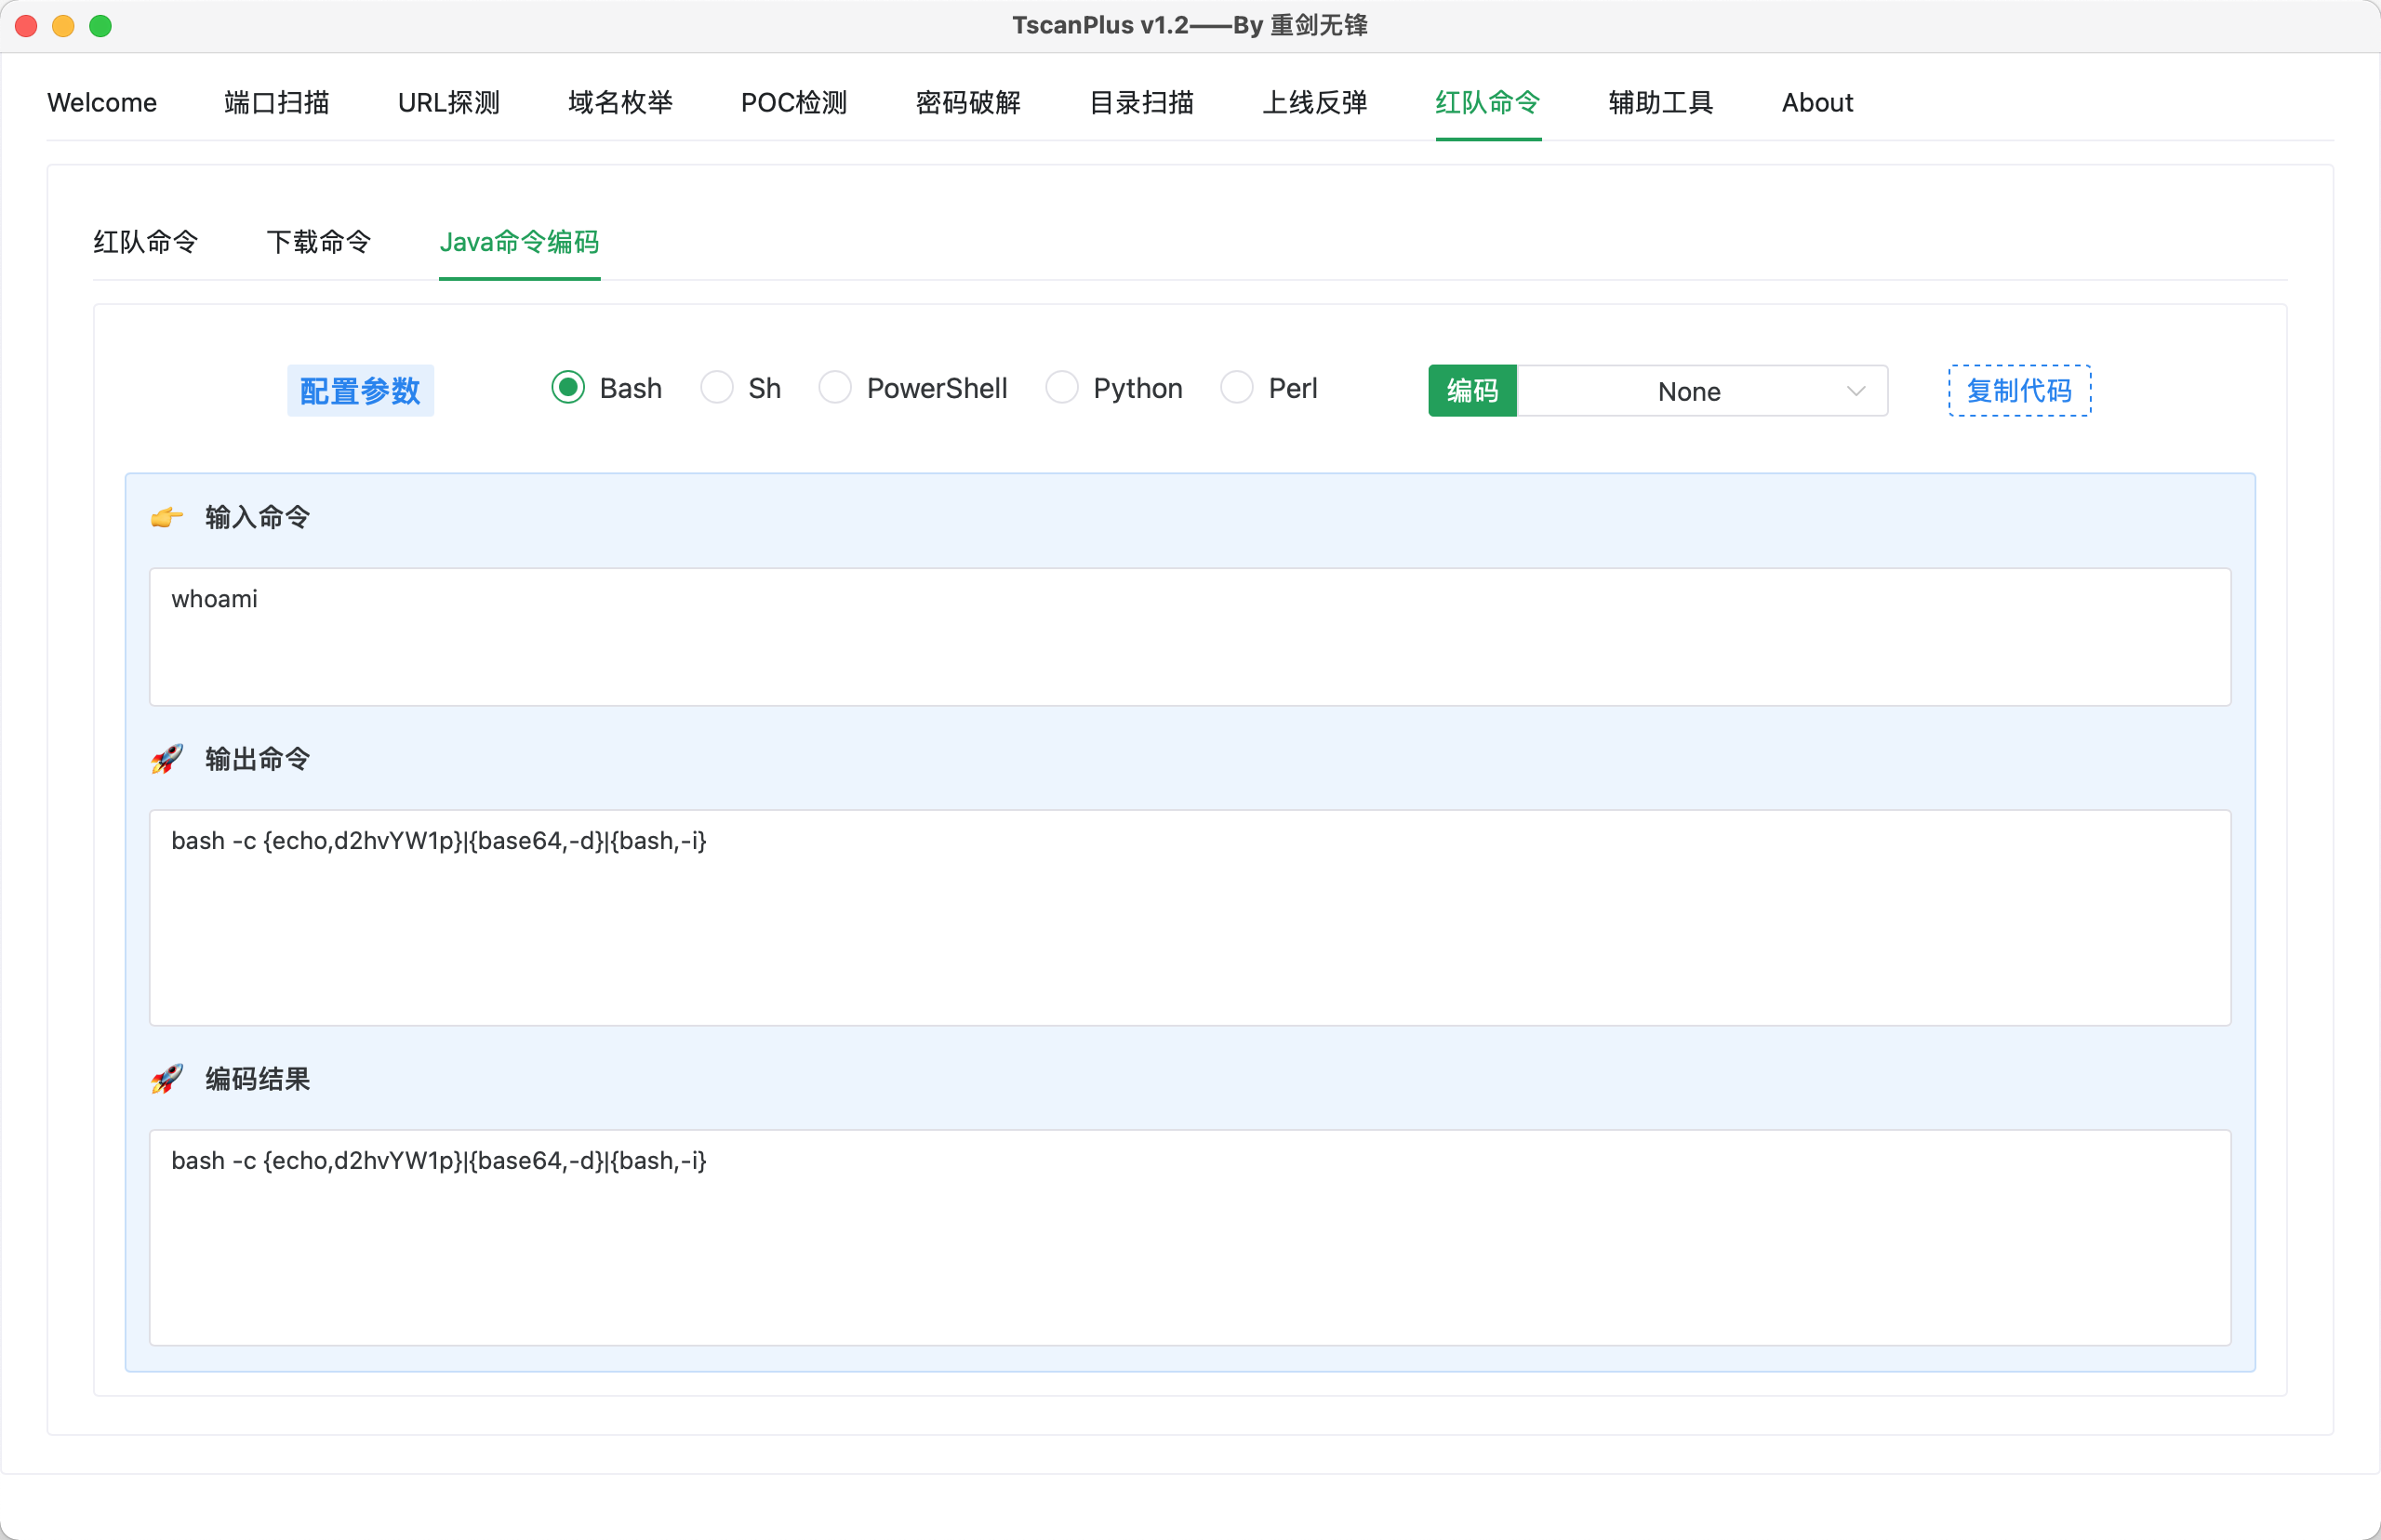 TscanPlus v1.2——By 重剑无锋
Welcome 端口扫描 URL探测 域名枚举 POC检测 密码破解 目录扫描 上线反弹 红队命令 辅助工具 About
红队命令 下载命令 Java命令编码
配置参数 Bash Sh PowerShell Python Perl 编码 None 复制代码
👉 输入命令
whoami
🚀 输出命令
bash -c {echo,d2hvYW1p}|{base64,-d}|{bash,-i}
🚀 编码结果
bash -c {echo,d2hvYW1p}|{base64,-d}|{bash,-i}